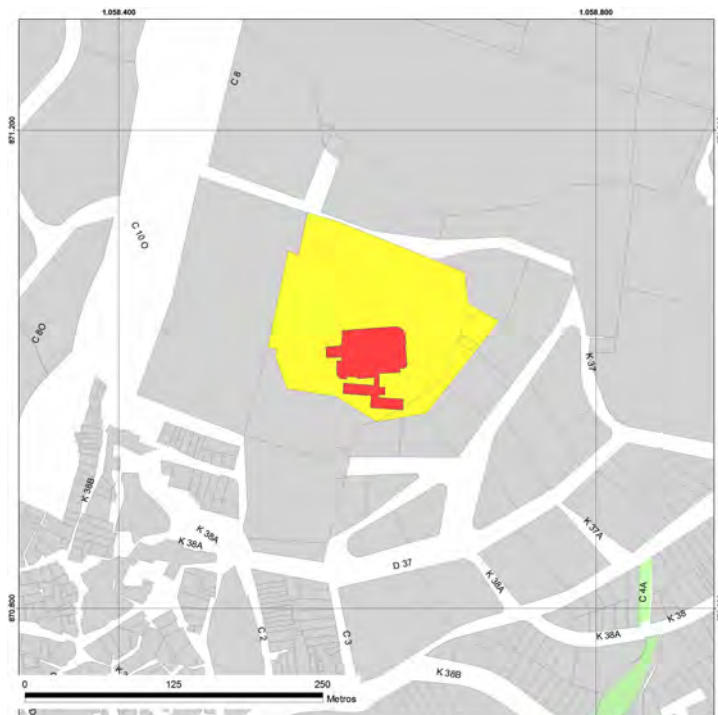 1.058.400
1.058.800
C 8
871.200
C 10 O
C 8O
K 37
K 38B
K 38A
K 38A
K 37A
D 37
870.800
K 38A
C 4A
K 38
C 2
C 3
K 38A
K 38B
0
125
250
Metros